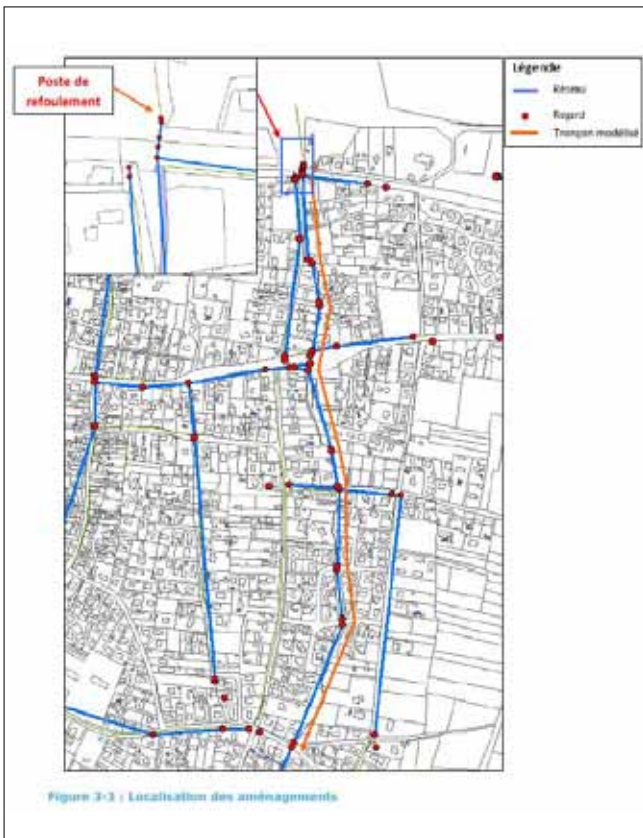 Poste de
refoulement
Légende
Réseau
Regard
Tronçon modélisé
Figure 3-3 : Localisation des aménagements